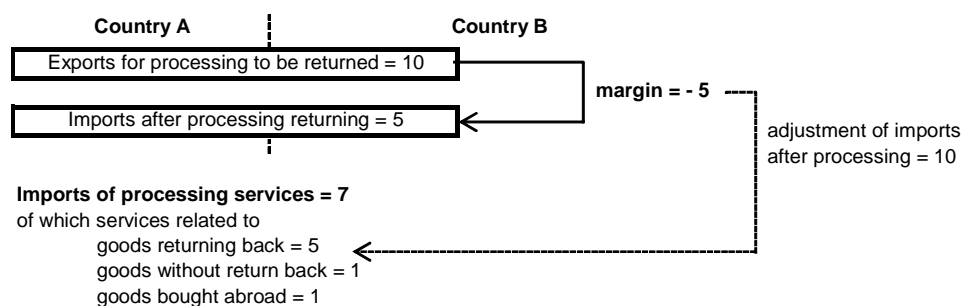 Country A
Country B
Exports for processing to be returned = 10
margin = - 5
Imports after processing returning = 5
adjustment of imports
after processing = 10
Imports of processing services = 7
of which services related to
goods returning back = 5
goods without return back = 1
goods bought abroad = 1